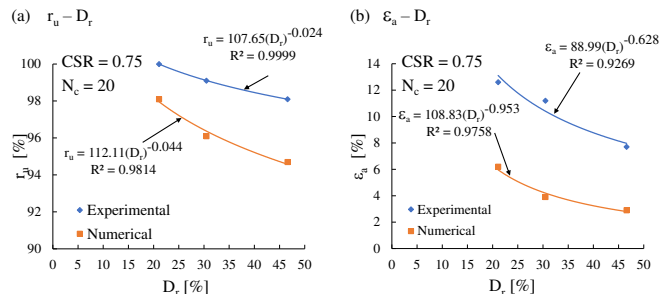 (a) r_u – D_r
CSR = 0.75
N_c = 20
r_u = 107.65(D_r)^-0.024
R² = 0.9999
r_u = 112.11(D_r)^-0.044
R² = 0.9814
Experimental
Numerical
r_u [%]
100
98
96
94
92
90
0 5 10 15 20 25 30 35 40 45 50
D_r [%]
(b) ε_a – D_r
CSR = 0.75
N_c = 20
ε_a = 88.99(D_r)^-0.628
R² = 0.9269
ε_a = 108.83(D_r)^-0.953
R² = 0.9758
Experimental
Numerical
ε_a [%]
14
12
10
8
6
4
2
0
0 5 10 15 20 25 30 35 40 45 50
D_r [%]